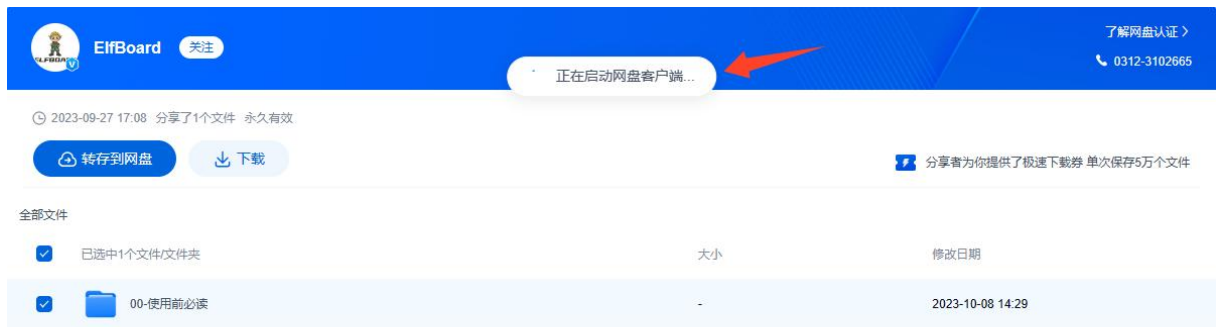 ElfBoard 关注
了解网盘认证 >
0312-3102665
正在启动网盘客户端...
2023-09-27 17:08 分享了1个文件 永久有效
转存到网盘 下载
分享者为你提供了极速下载券 单次保存5万个文件
全部文件
已选中1个文件/文件夹 大小 修改日期
00-使用前必读 - 2023-10-08 14:29